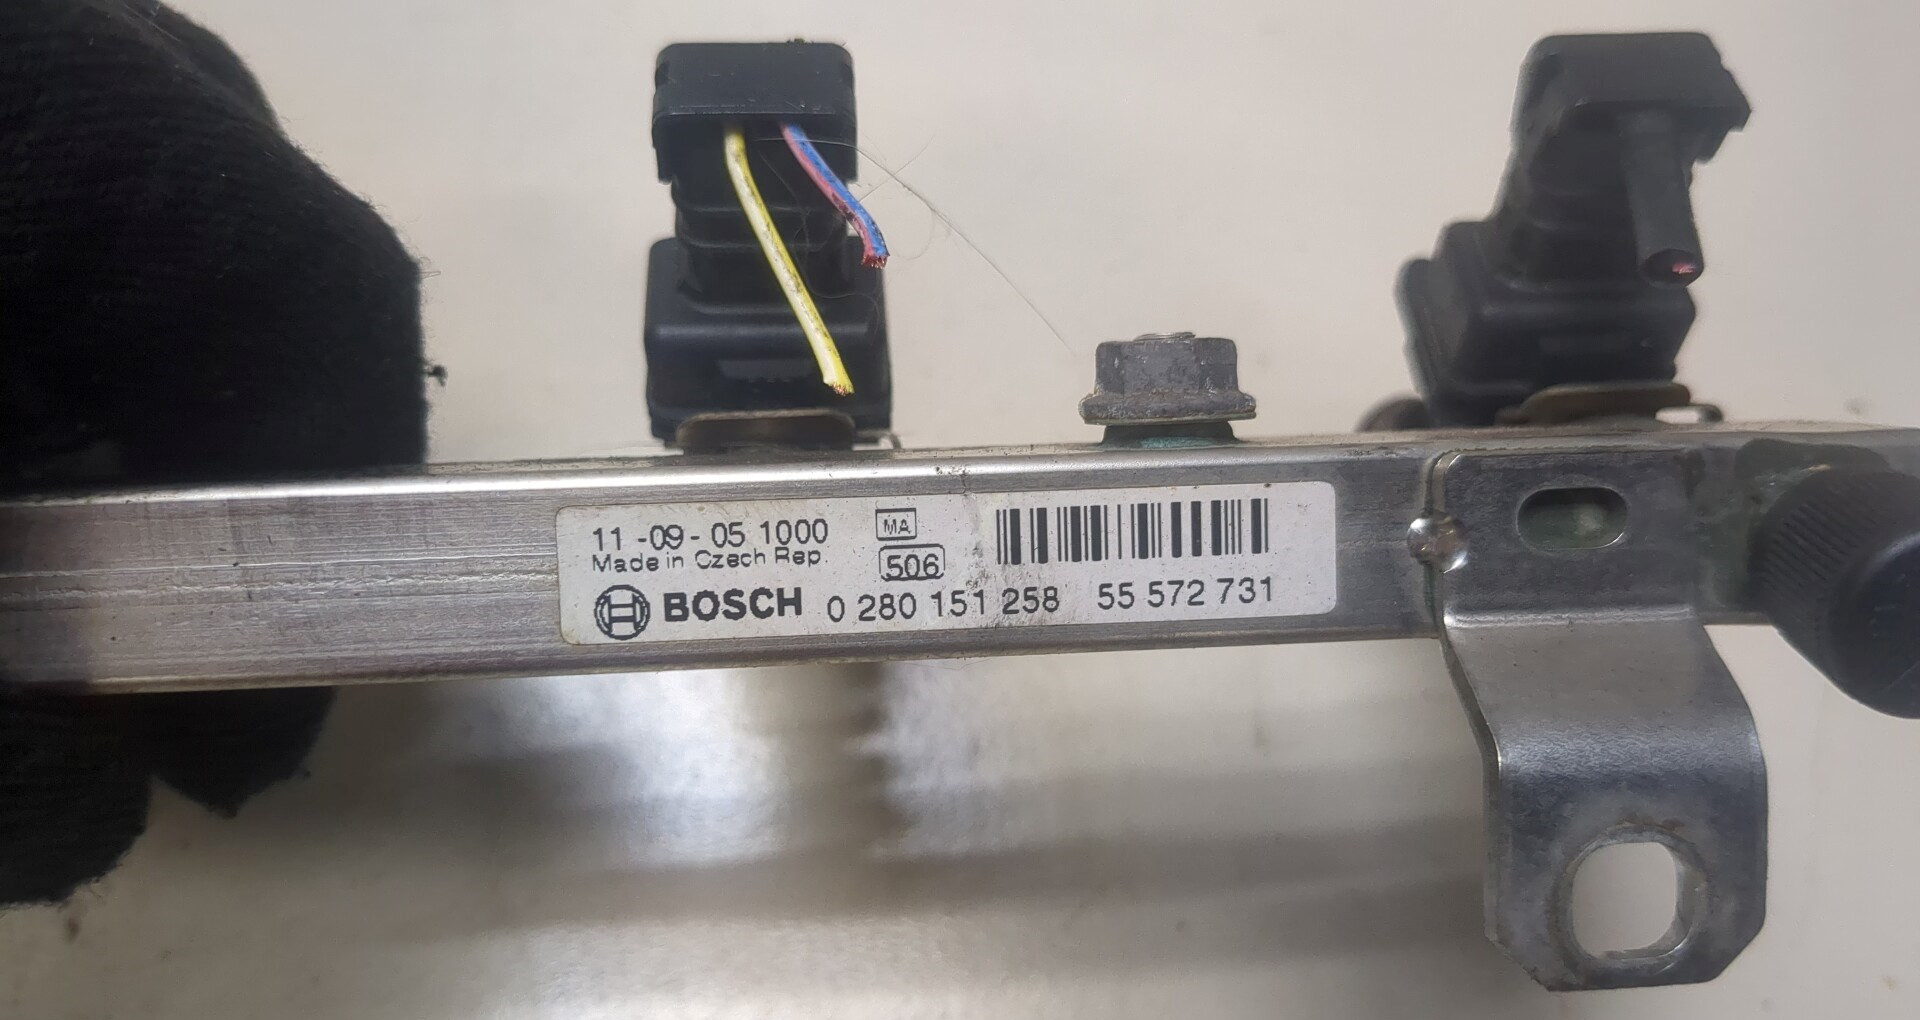 11-09-05 1000 MA
Made in Czech Rep. 506
BOSCH 0 280 151 258 55 572 731